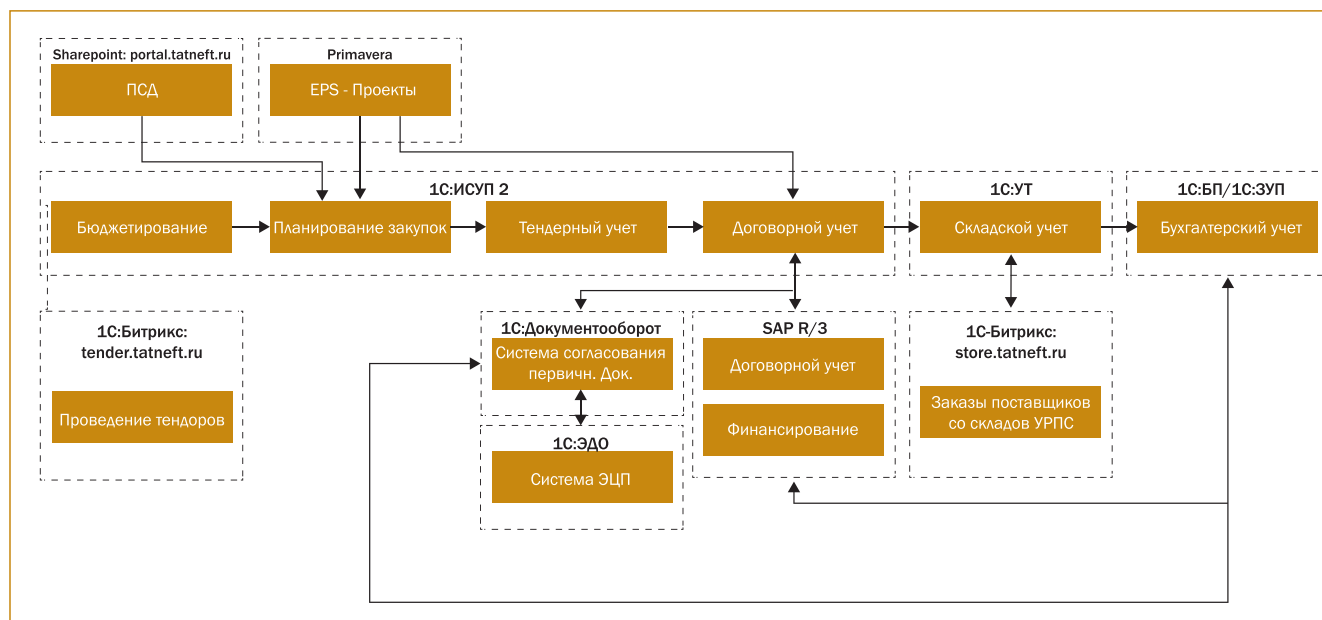 Sharepoint: portal.tatneft.ru
ПСД
Primavera
EPS - Проекты
1С:ИСУП 2
Бюджетирование
Планирование закупок
Тендерный учет
Договорной учет
1С:УТ
Складской учет
1С:БП/1С:ЗУП
Бухгалтерский учет
1С:Битрикс:
tender.tatneft.ru
Проведение тендоров
1С:Документооборот
Система согласования
первичн. Док.
1С:ЭДО
Система ЭЦП
SAP R/3
Договорной учет
Финансирование
1С-Битрикс:
store.tatneft.ru
Заказы поставщиков
со складов УРПС